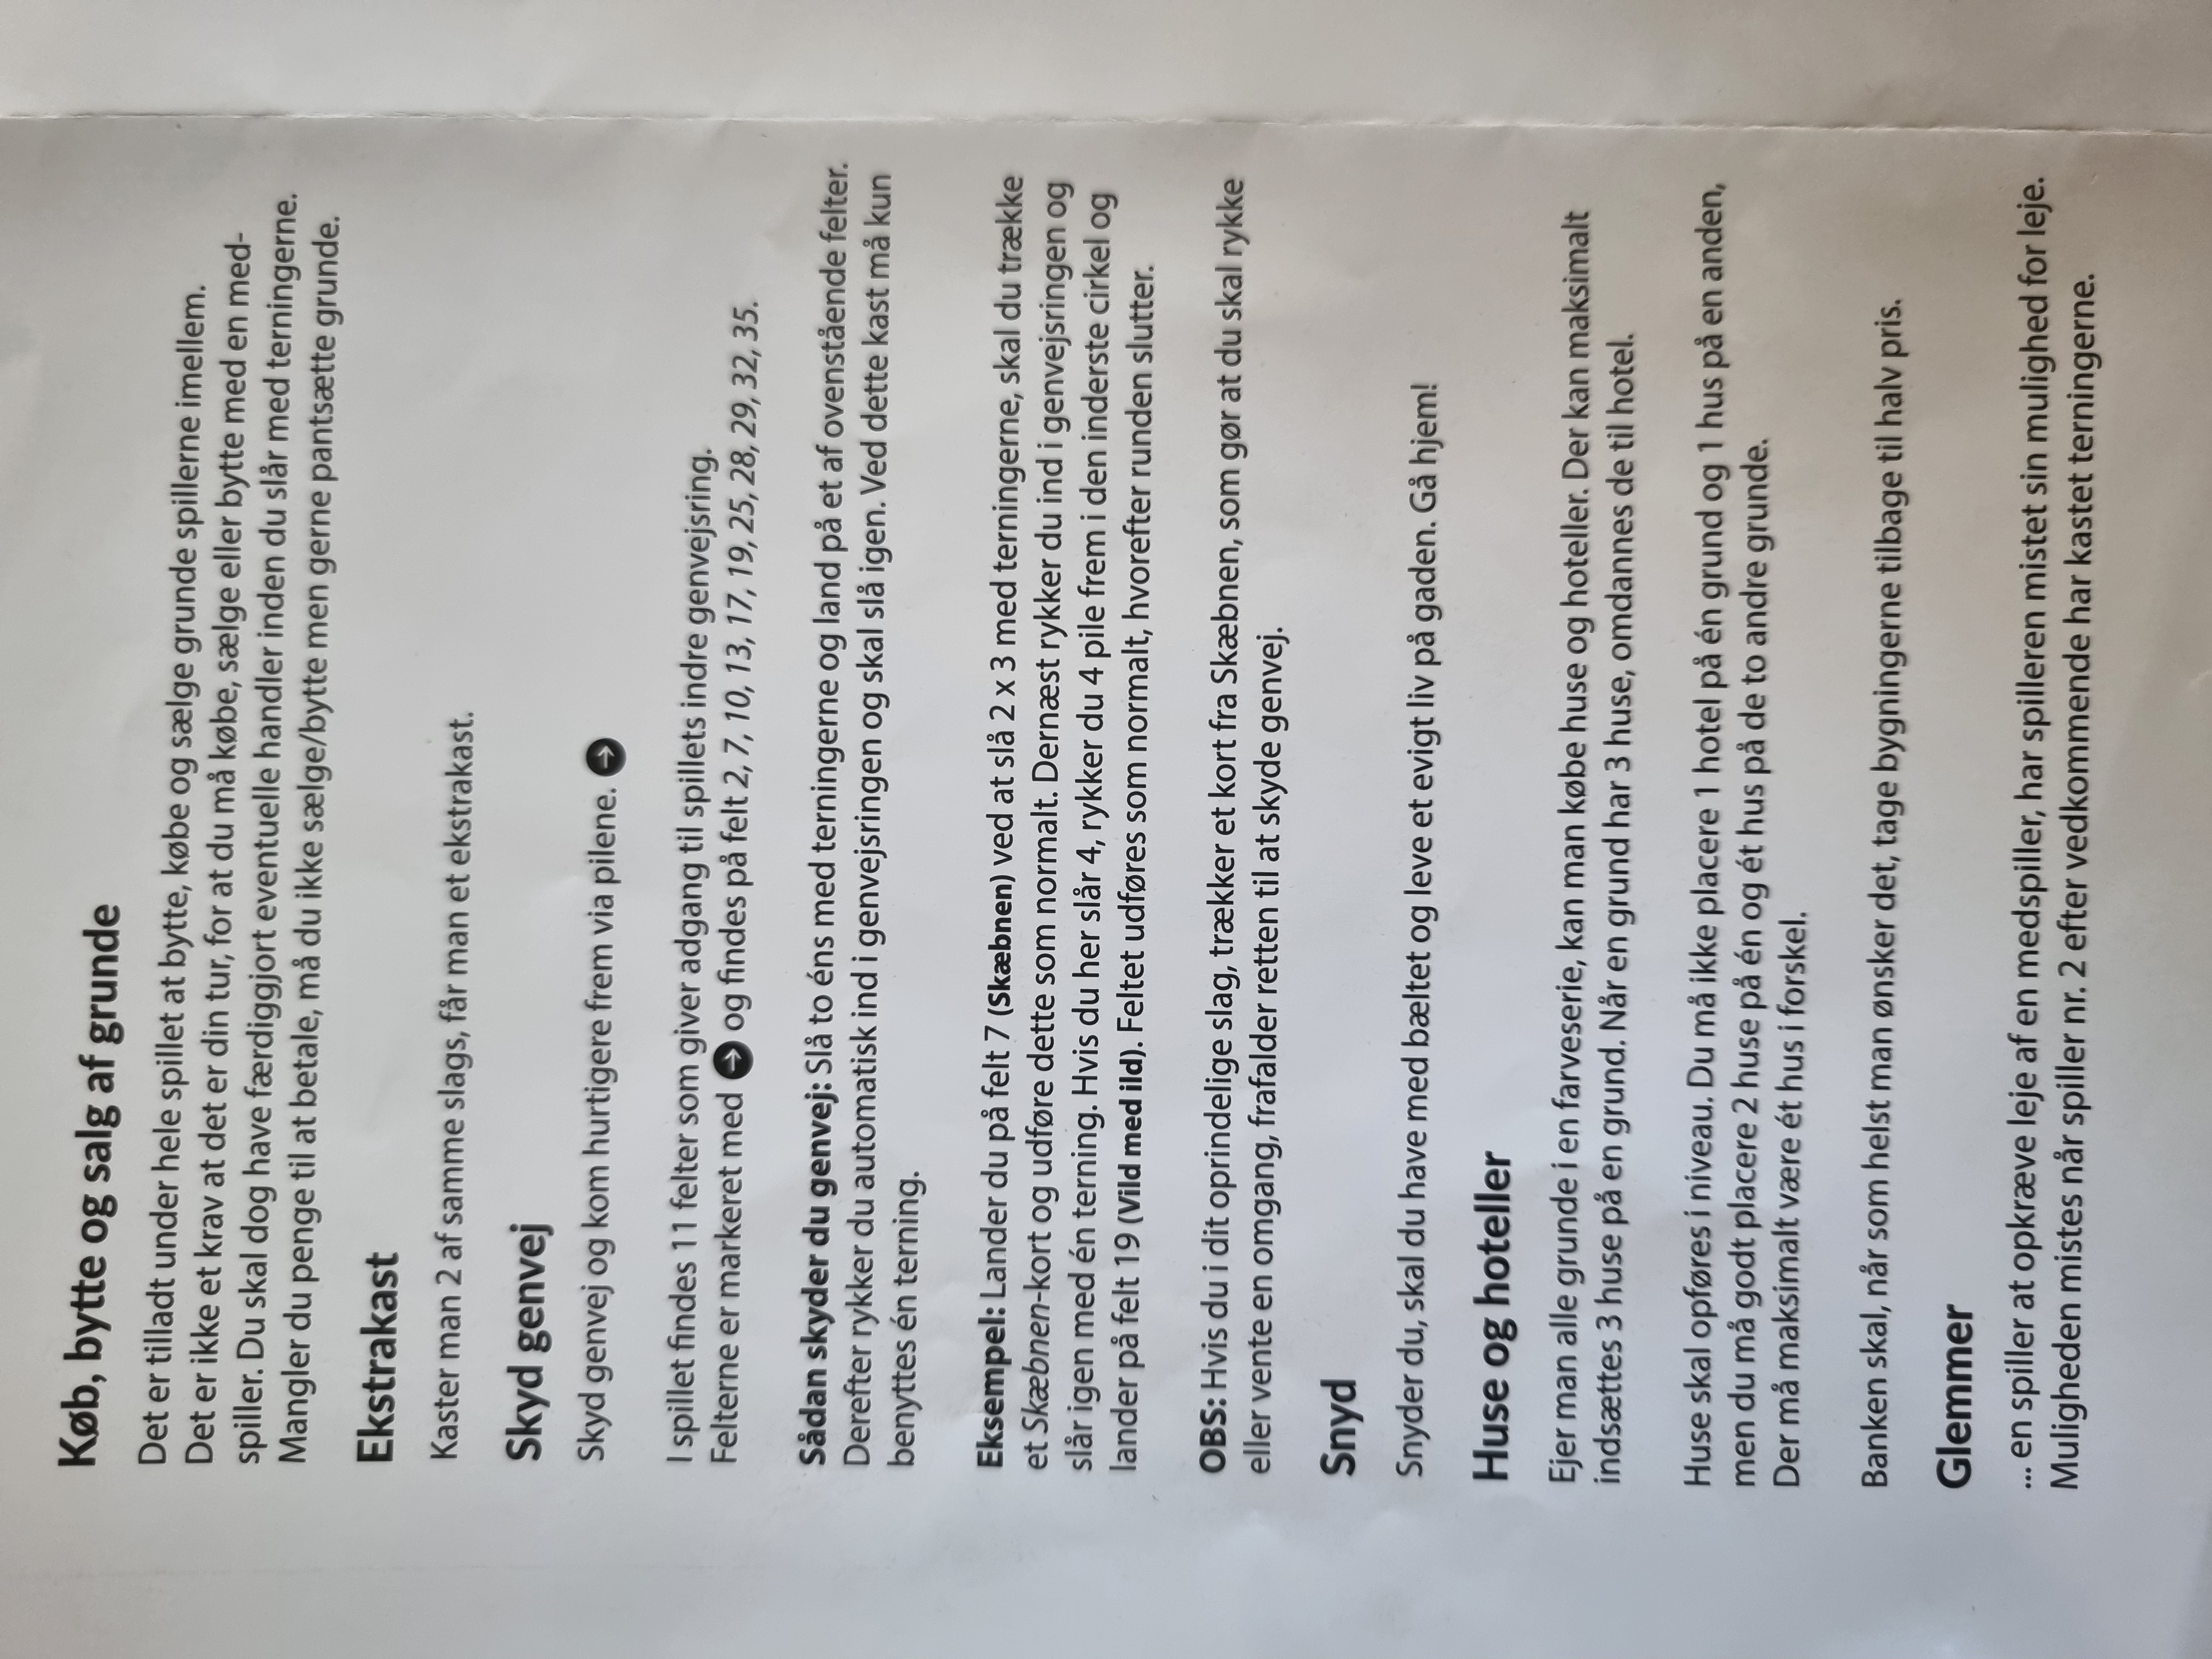 Køb, bytte og salg af grunde
Det er tilladt under hele spillet at bytte, købe og sælge grunde spillerne imellem.
Det er ikke et krav at det er din tur, for at du må købe, sælge eller bytte med en med-
spiller. Du skal dog have færdiggjort eventuelle handler inden du slår med terningerne.
Mangler du penge til at betale, må du ikke sælge/bytte men gerne pantsætte grunde.
Ekstrakast
Kaster man 2 af samme slags, får man et ekstrakast.
Skyd genvej
Skyd genvej og kom hurtigere frem via pilene. ➔
I spillet findes 11 felter som giver adgang til spillets indre genvejsring.
Felterne er markeret med ➔ og findes på felt 2, 7, 10, 13, 17, 19, 25, 28, 29, 32, 35.
Sådan skyder du genvej: Slå to éns med terningerne og land på et af ovenstående felter.
Derefter rykker du automatisk ind i genvejsringen og skal slå igen. Ved dette kast må kun
benyttes én terning.
Eksempel: Lander du på felt 7 (Skæbnen) ved at slå 2 x 3 med terningerne, skal du trække
et Skæbnen-kort og udføre dette som normalt. Dernæst rykker du ind i genvejsringen og
slår igen med én terning. Hvis du her slår 4, rykker du 4 pile frem i den inderste cirkel og
lander på felt 19 (Vild med ild). Feltet udføres som normalt, hvorefter runden slutter.
OBS: Hvis du i dit oprindelige slag, trækker et kort fra Skæbnen, som gør at du skal rykke
eller vente en omgang, frafalder retten til at skyde genvej.
Snyd
Snyder du, skal du have med bæltet og leve et evigt liv på gaden. Gå hjem!
Huse og hoteller
Ejer man alle grunde i en farveserie, kan man købe huse og hoteller. Der kan maksimalt
indsættes 3 huse på en grund. Når en grund har 3 huse, omdannes de til hotel.
Huse skal opføres i niveau. Du må ikke placere 1 hotel på én grund og 1 hus på en anden,
men du må godt placere 2 huse på én og ét hus på de to andre grunde.
Der må maksimalt være ét hus i forskel.
Banken skal, når som helst man ønsker det, tage bygningerne tilbage til halv pris.
Glemmer
... en spiller at opkræve leje af en medspiller, har spilleren mistet sin mulighed for leje.
Muligheden mistes når spiller nr. 2 efter vedkommende har kastet terningerne.